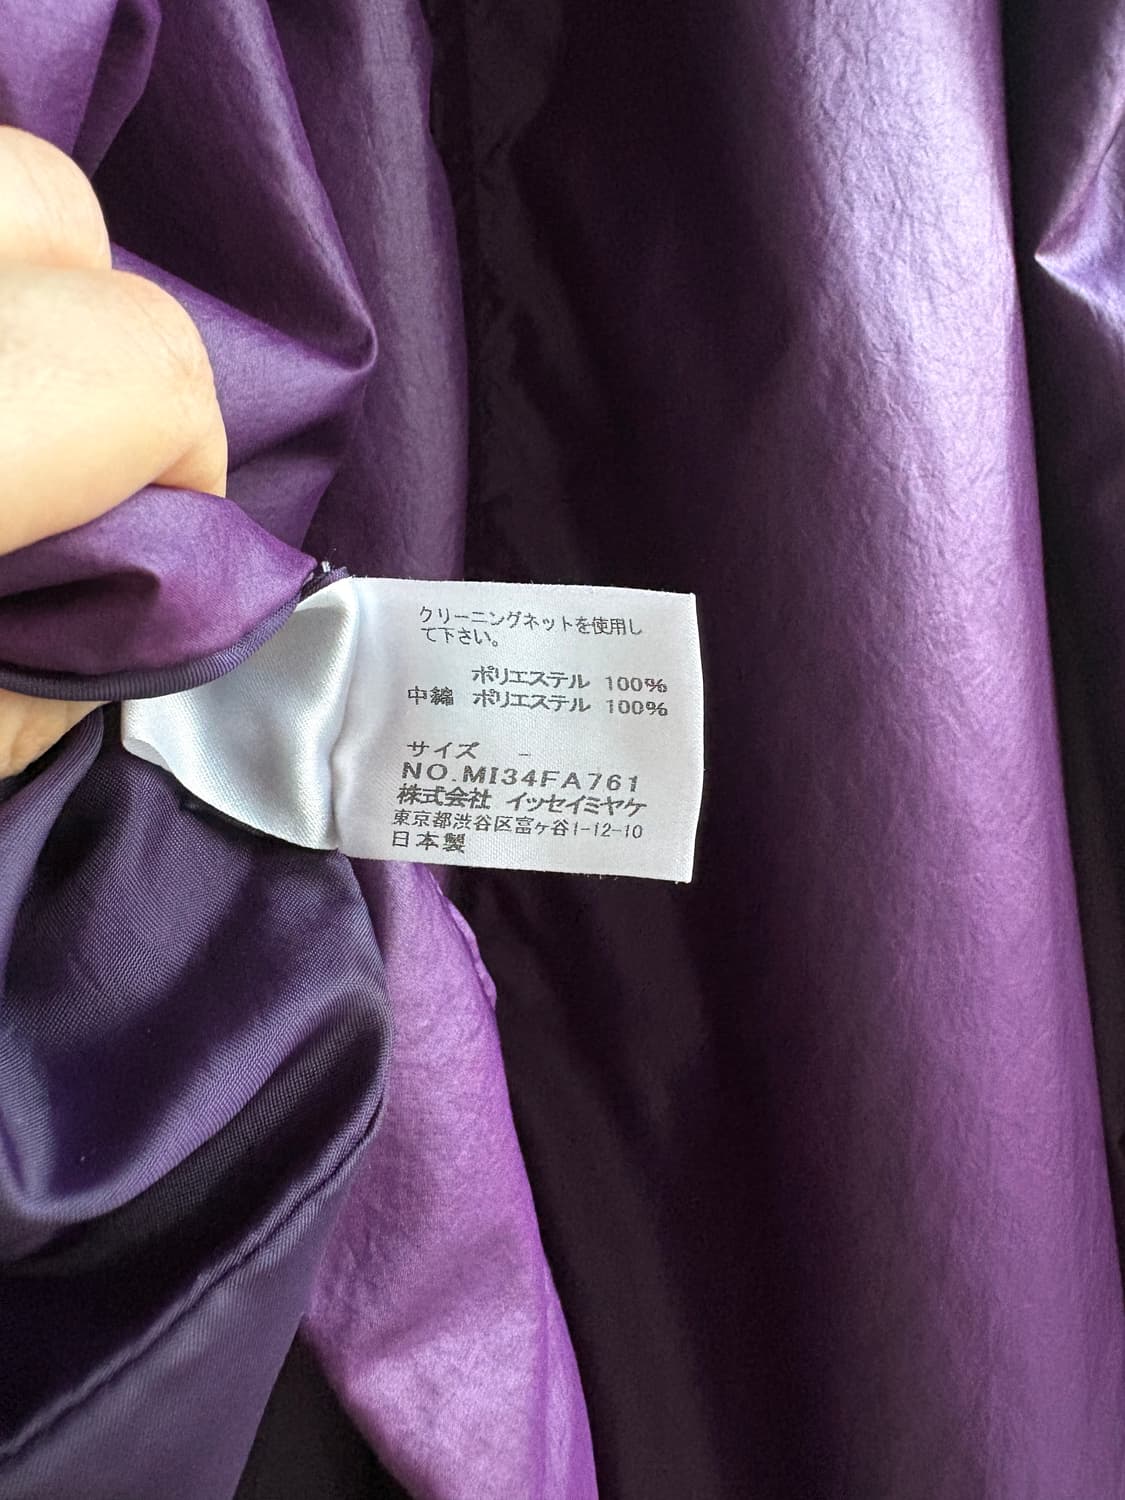 クリーニングネットを使用し
て下さい。
ポリエステル 100%
中綿 ポリエステル 100%
サイズ -
NO.MI34FA761
株式会社 イッセイミヤケ
東京都渋谷区富ヶ谷1-12-10
日本製